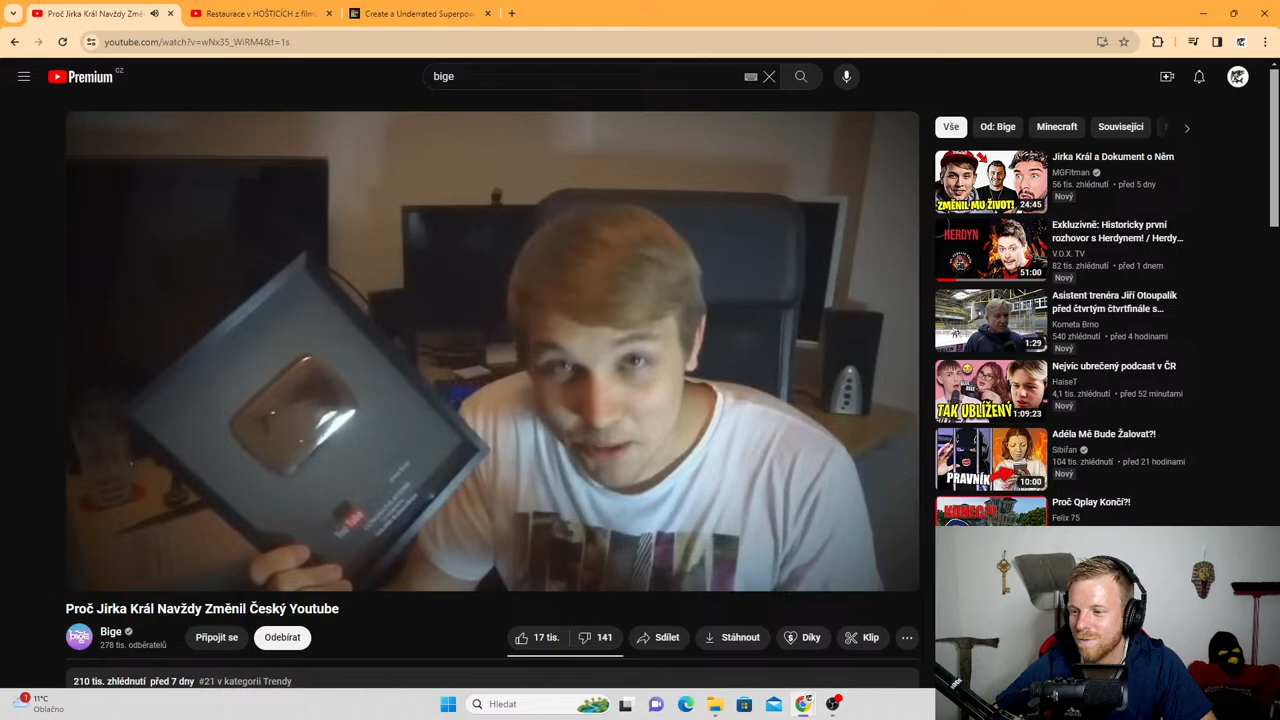 Proč Jirka Král Navždy Změn
Restaurace v HOŠTICÍCH z film
Create a Underrated Superpow
youtube.com/watch?v=wNx35_WiRM4&t=1s
Premium CZ
bige
Vše
Od: Bige
Minecraft
Související
Jirka Král a Dokument o Něm
MGFitman
56 tis. zhlédnutí • před 5 dny
Nový
ZMĚNIL MU ŽIVOT!
24:45
Exkluzivně: Historicky první
rozhovor s Herdynem! / Herdy…
V.O.X. TV
82 tis. zhlédnutí • před 1 dnem
Nový
HERDYN
51:00
Asistent trenéra Jiří Otoupalík
před čtvrtým čtvrtfinále s…
Kometa Brno
540 zhlédnutí • před 4 hodinami
Nový
1:29
Nejvíc ubrečený podcast v ČR
HaiseT
4,1 tis. zhlédnutí • před 52 minutami
Nový
TAK UBLÍŽENÝ
1:09:23
Adéla Mě Bude Žalovat?!
Sibiřan
104 tis. zhlédnutí • před 21 hodinami
Nový
PRAVNÍK
10:00
Proč Qplay Končí?!
Felix 75
KONEC?!
Proč Jirka Král Navždy Změnil Český Youtube
Bige
278 tis. odběratelů
Připojit se
Odebírat
17 tis.
141
Sdílet
Stáhnout
Díky
Klip
210 tis. zhlédnutí před 7 dny #21 v kategorii Trendy
11°C
Oblačno
Hledat